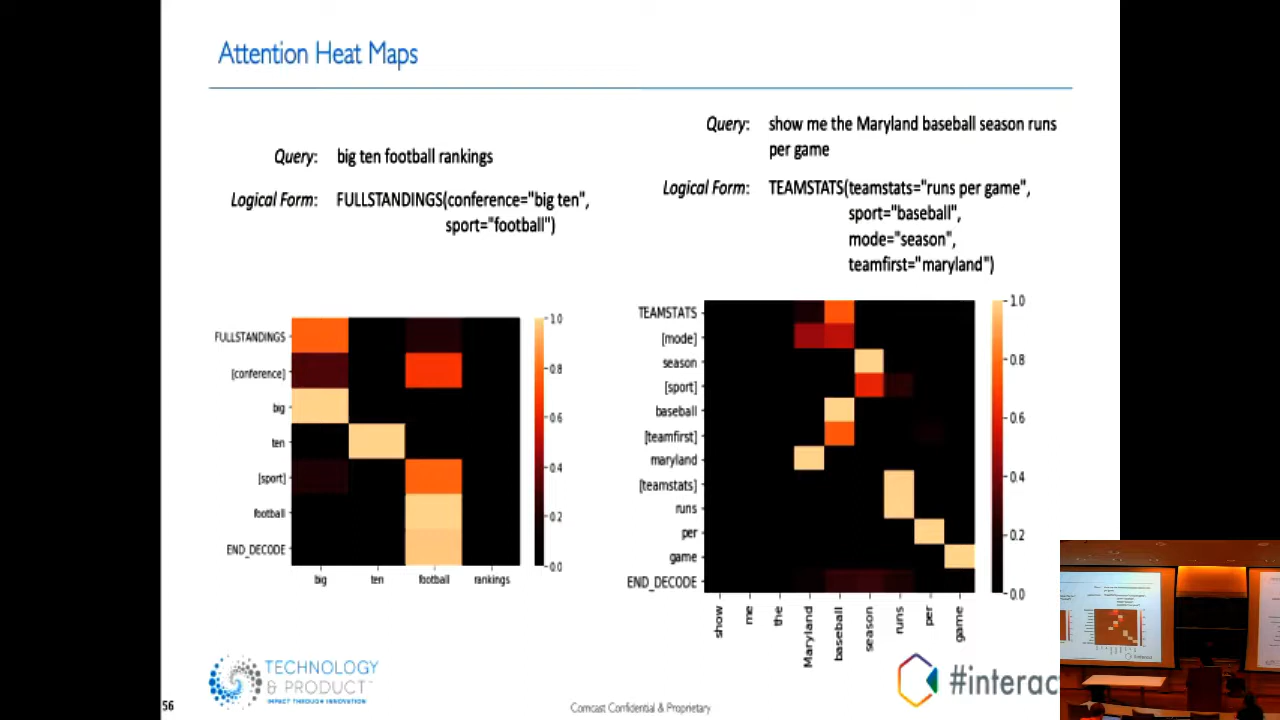 Attention Heat Maps
Query: big ten football rankings
Logical Form: FULLSTANDINGS(conference="big ten",
sport="football")
Query: show me the Maryland baseball season runs
per game
Logical Form: TEAMSTATS(teamstats="runs per game",
sport="baseball",
mode="season",
teamfirst="maryland")
FULLSTANDINGS
[conference]
big
ten
[sport]
football
END_DECODE
big ten football rankings
1.0
0.8
0.6
0.4
0.2
0.0
TEAMSTATS
[mode]
season
[sport]
baseball
[teamfirst]
maryland
[teamstats]
runs
per
game
END_DECODE
show me the Maryland baseball season runs per game
1.0
0.8
0.6
0.4
0.2
0.0
56
TECHNOLOGY
& PRODUCT
IMPACT THROUGH INNOVATION
Comcast Confidential & Proprietary
#interac